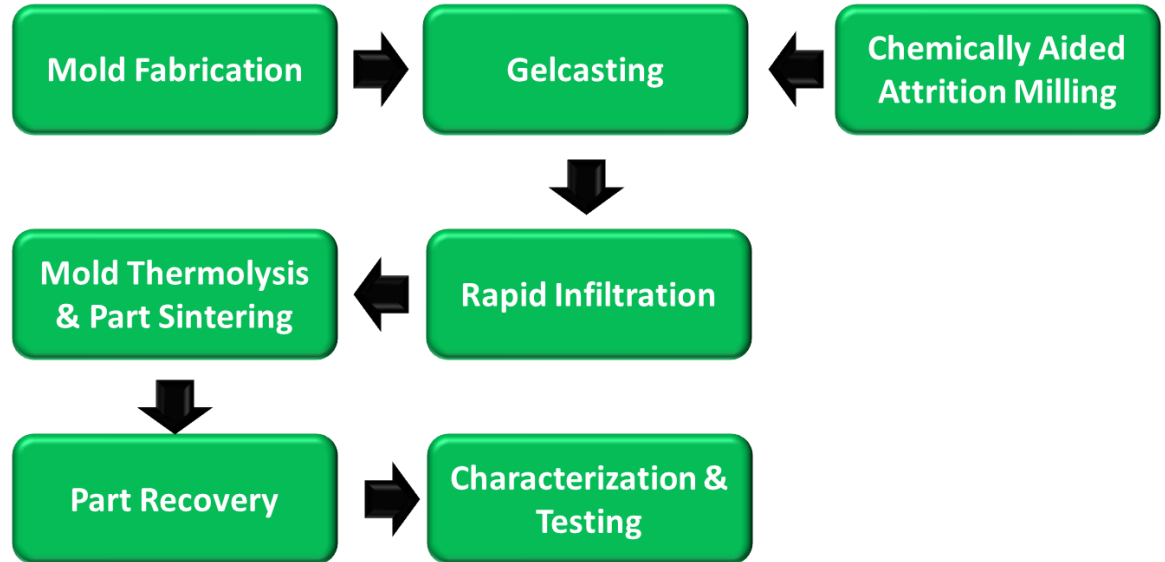 Mold Fabrication
Gelcasting
Chemically Aided
Attrition Milling
Mold Thermolysis
& Part Sintering
Rapid Infiltration
Part Recovery
Characterization &
Testing